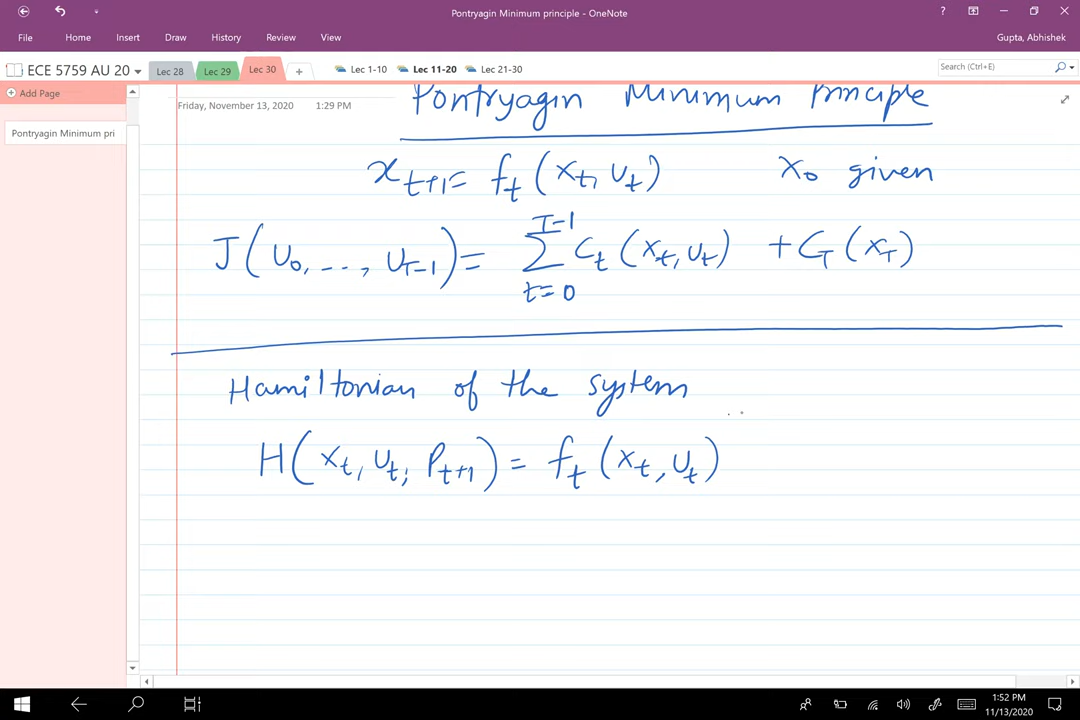 Pontryagin Minimum principle - OneNote
File Home Insert Draw History Review View
Gupta, Abhishek
ECE 5759 AU 20
Lec 28 Lec 29 Lec 30 +
Lec 1-10 Lec 11-20 Lec 21-30
Search (Ctrl+E)
Add Page
Pontryagin Minimum pri
Friday, November 13, 2020 1:29 PM
Pontryagin Minimum Principle
x_{t+1} = f_t (x_t, u_t) x_0 given
J(u_0, ..., u_{T-1}) = \sum_{t=0}^{T-1} C_t (x_t, u_t) + C_T (x_T)
Hamiltonian of the system
H(x_t, u_t; p_{t+1}) = f_t (x_t, u_t)
1:52 PM
11/13/2020